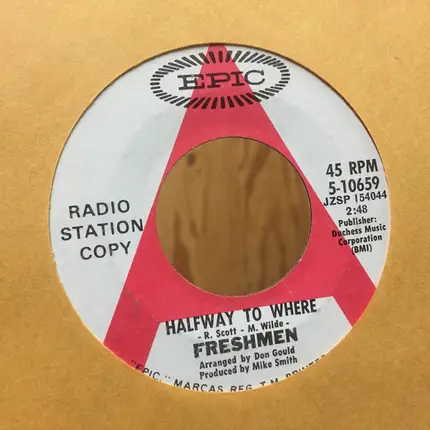 EPIC
RADIO
STATION
COPY
45 RPM
5-10659
JZSP 154044
2:48
Publisher:
Duchess Music
Corporation
(BMI)
HALFWAY TO WHERE
- R. Scott - M. Wilde -
FRESHMEN
Arranged by Don Gould
Produced by Mike Smith
"EPIC," MARCAS REG. T.M. PRINTED